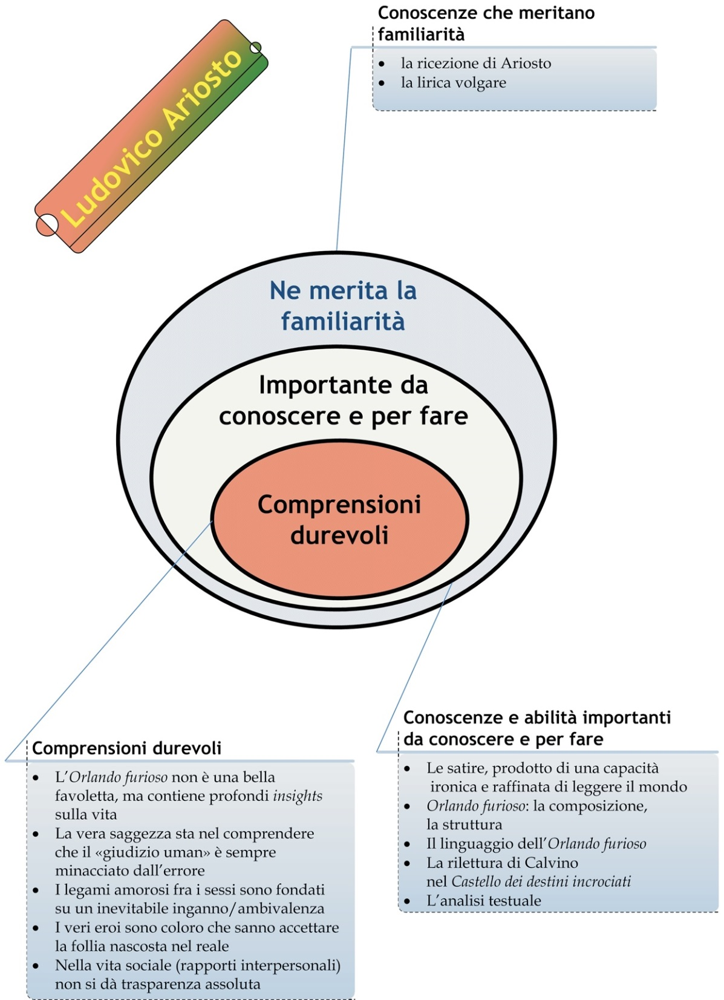 Conoscenze che meritano
familiarità
• la ricezione di Ariosto
• la lirica volgare
Ludovico Ariosto
Ne merita la
familiarità
Importante da
conoscere e per fare
Comprensioni
durevoli
Comprensioni durevoli
• L'Orlando furioso non è una bella
favoletta, ma contiene profondi insights
sulla vita
• La vera saggezza sta nel comprendere
che il «giudizio uman» è sempre
minacciato dall'errore
• I legami amorosi fra i sessi sono fondati
su un inevitabile inganno/ambivalenza
• I veri eroi sono coloro che sanno accettare
la follia nascosta nel reale
• Nella vita sociale (rapporti interpersonali)
non si dà trasparenza assoluta
Conoscenze e abilità importanti
da conoscere e per fare
• Le satire, prodotto di una capacità
ironica e raffinata di leggere il mondo
• Orlando furioso: la composizione,
la struttura
• Il linguaggio dell'Orlando furioso
• La rilettura di Calvino
nel Castello dei destini incrociati
• L'analisi testuale